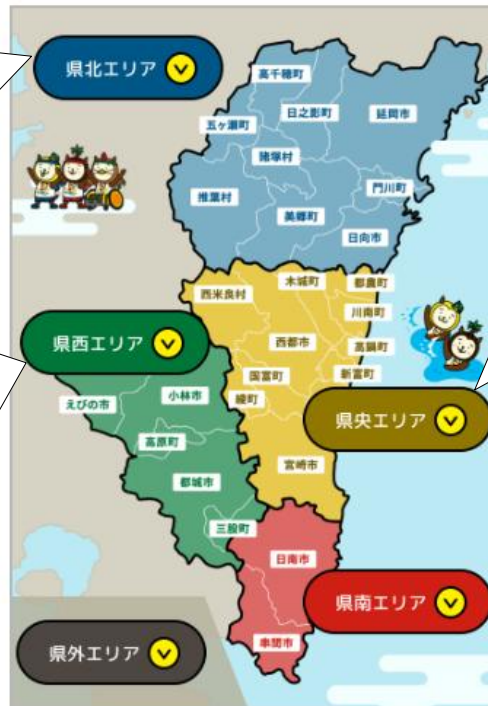 県北エリア
高千穂町
日之影町
延岡市
五ヶ瀬町
諸塚村
門川町
椎葉村
美郷町
日向市
木城町
都農町
西米良村
川南町
県西エリア
西都市
高鍋町
国富町
新富町
小林市
えびの市
綾町
県央エリア
高原町
宮崎市
都城市
三股町
日南市
県南エリア
串間市
県外エリア